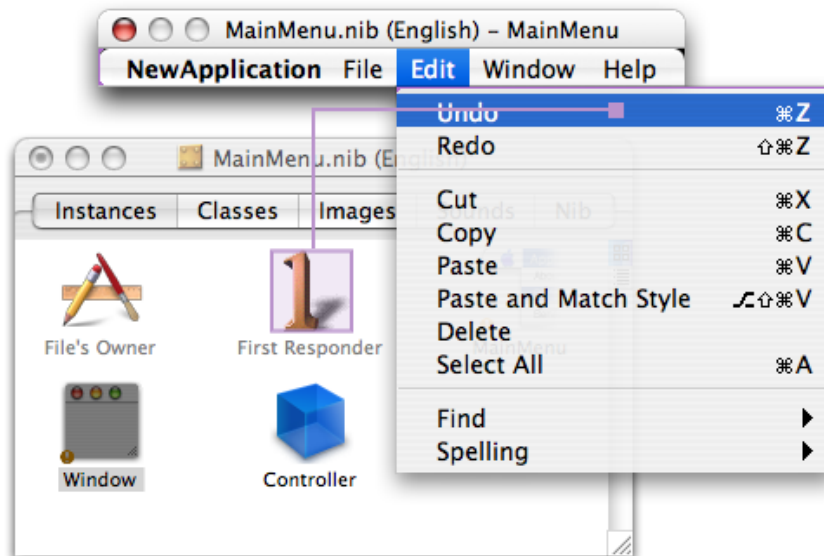 MainMenu.nib (English) – MainMenu
NewApplication File Edit Window Help
Undo ⌘Z
Redo ⇧⌘Z
Cut ⌘X
Copy ⌘C
Paste ⌘V
Paste and Match Style ⌥⇧⌘V
Delete
Select All ⌘A
Find
Spelling
MainMenu.nib (English)
Instances Classes Images Sounds Nib
File's Owner First Responder MainMenu
Window Controller